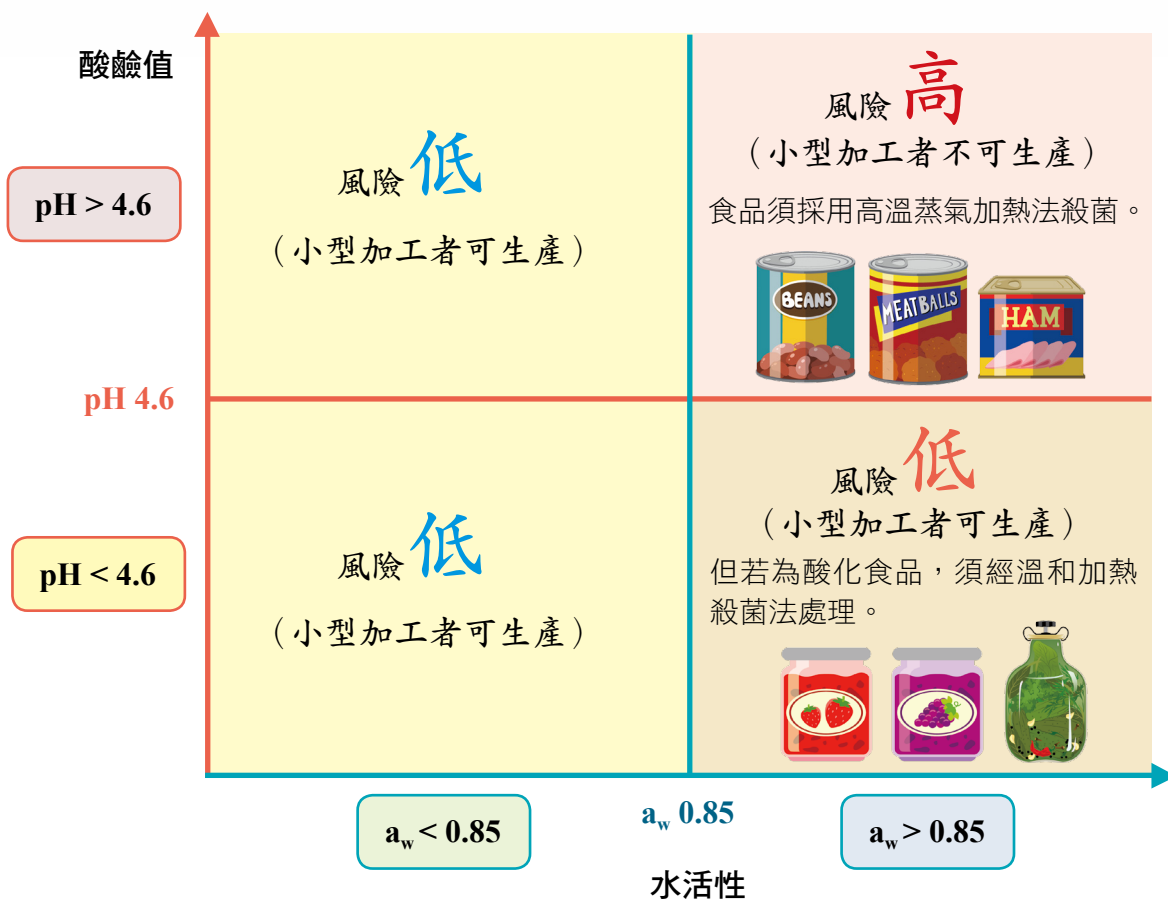 酸鹼值
風險低
(小型加工者可生產)
風險高
(小型加工者不可生產)
食品須採用高溫蒸氣加熱法殺菌。
BEANS
MEATBALLS
HAM
pH > 4.6
pH 4.6
風險低
(小型加工者可生產)
風險低
(小型加工者可生產)
但若為酸化食品,須經溫和加熱
殺菌法處理。
pH < 4.6
aw < 0.85
aw 0.85
aw > 0.85
水活性